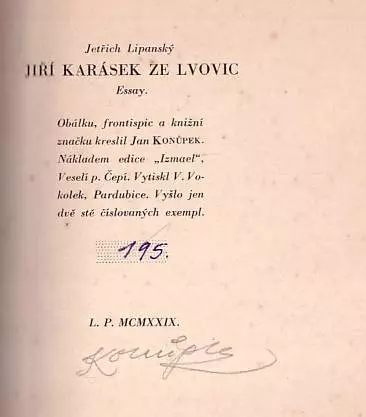 Jetřich Lipanský
JIŘÍ KARÁSEK ZE LVOVIC
Essay.
Obálku, frontispic a knižní
značku kreslil Jan KONŮPEK.
Nákladem edice „Izmael“,
Veselí p. Čepí. Vytiskl V. Vo-
kolek, Pardubice. Vyšlo jen
dvě sté číslovaných exempl.
195.
L. P. MCMXXIX.
Konůpek